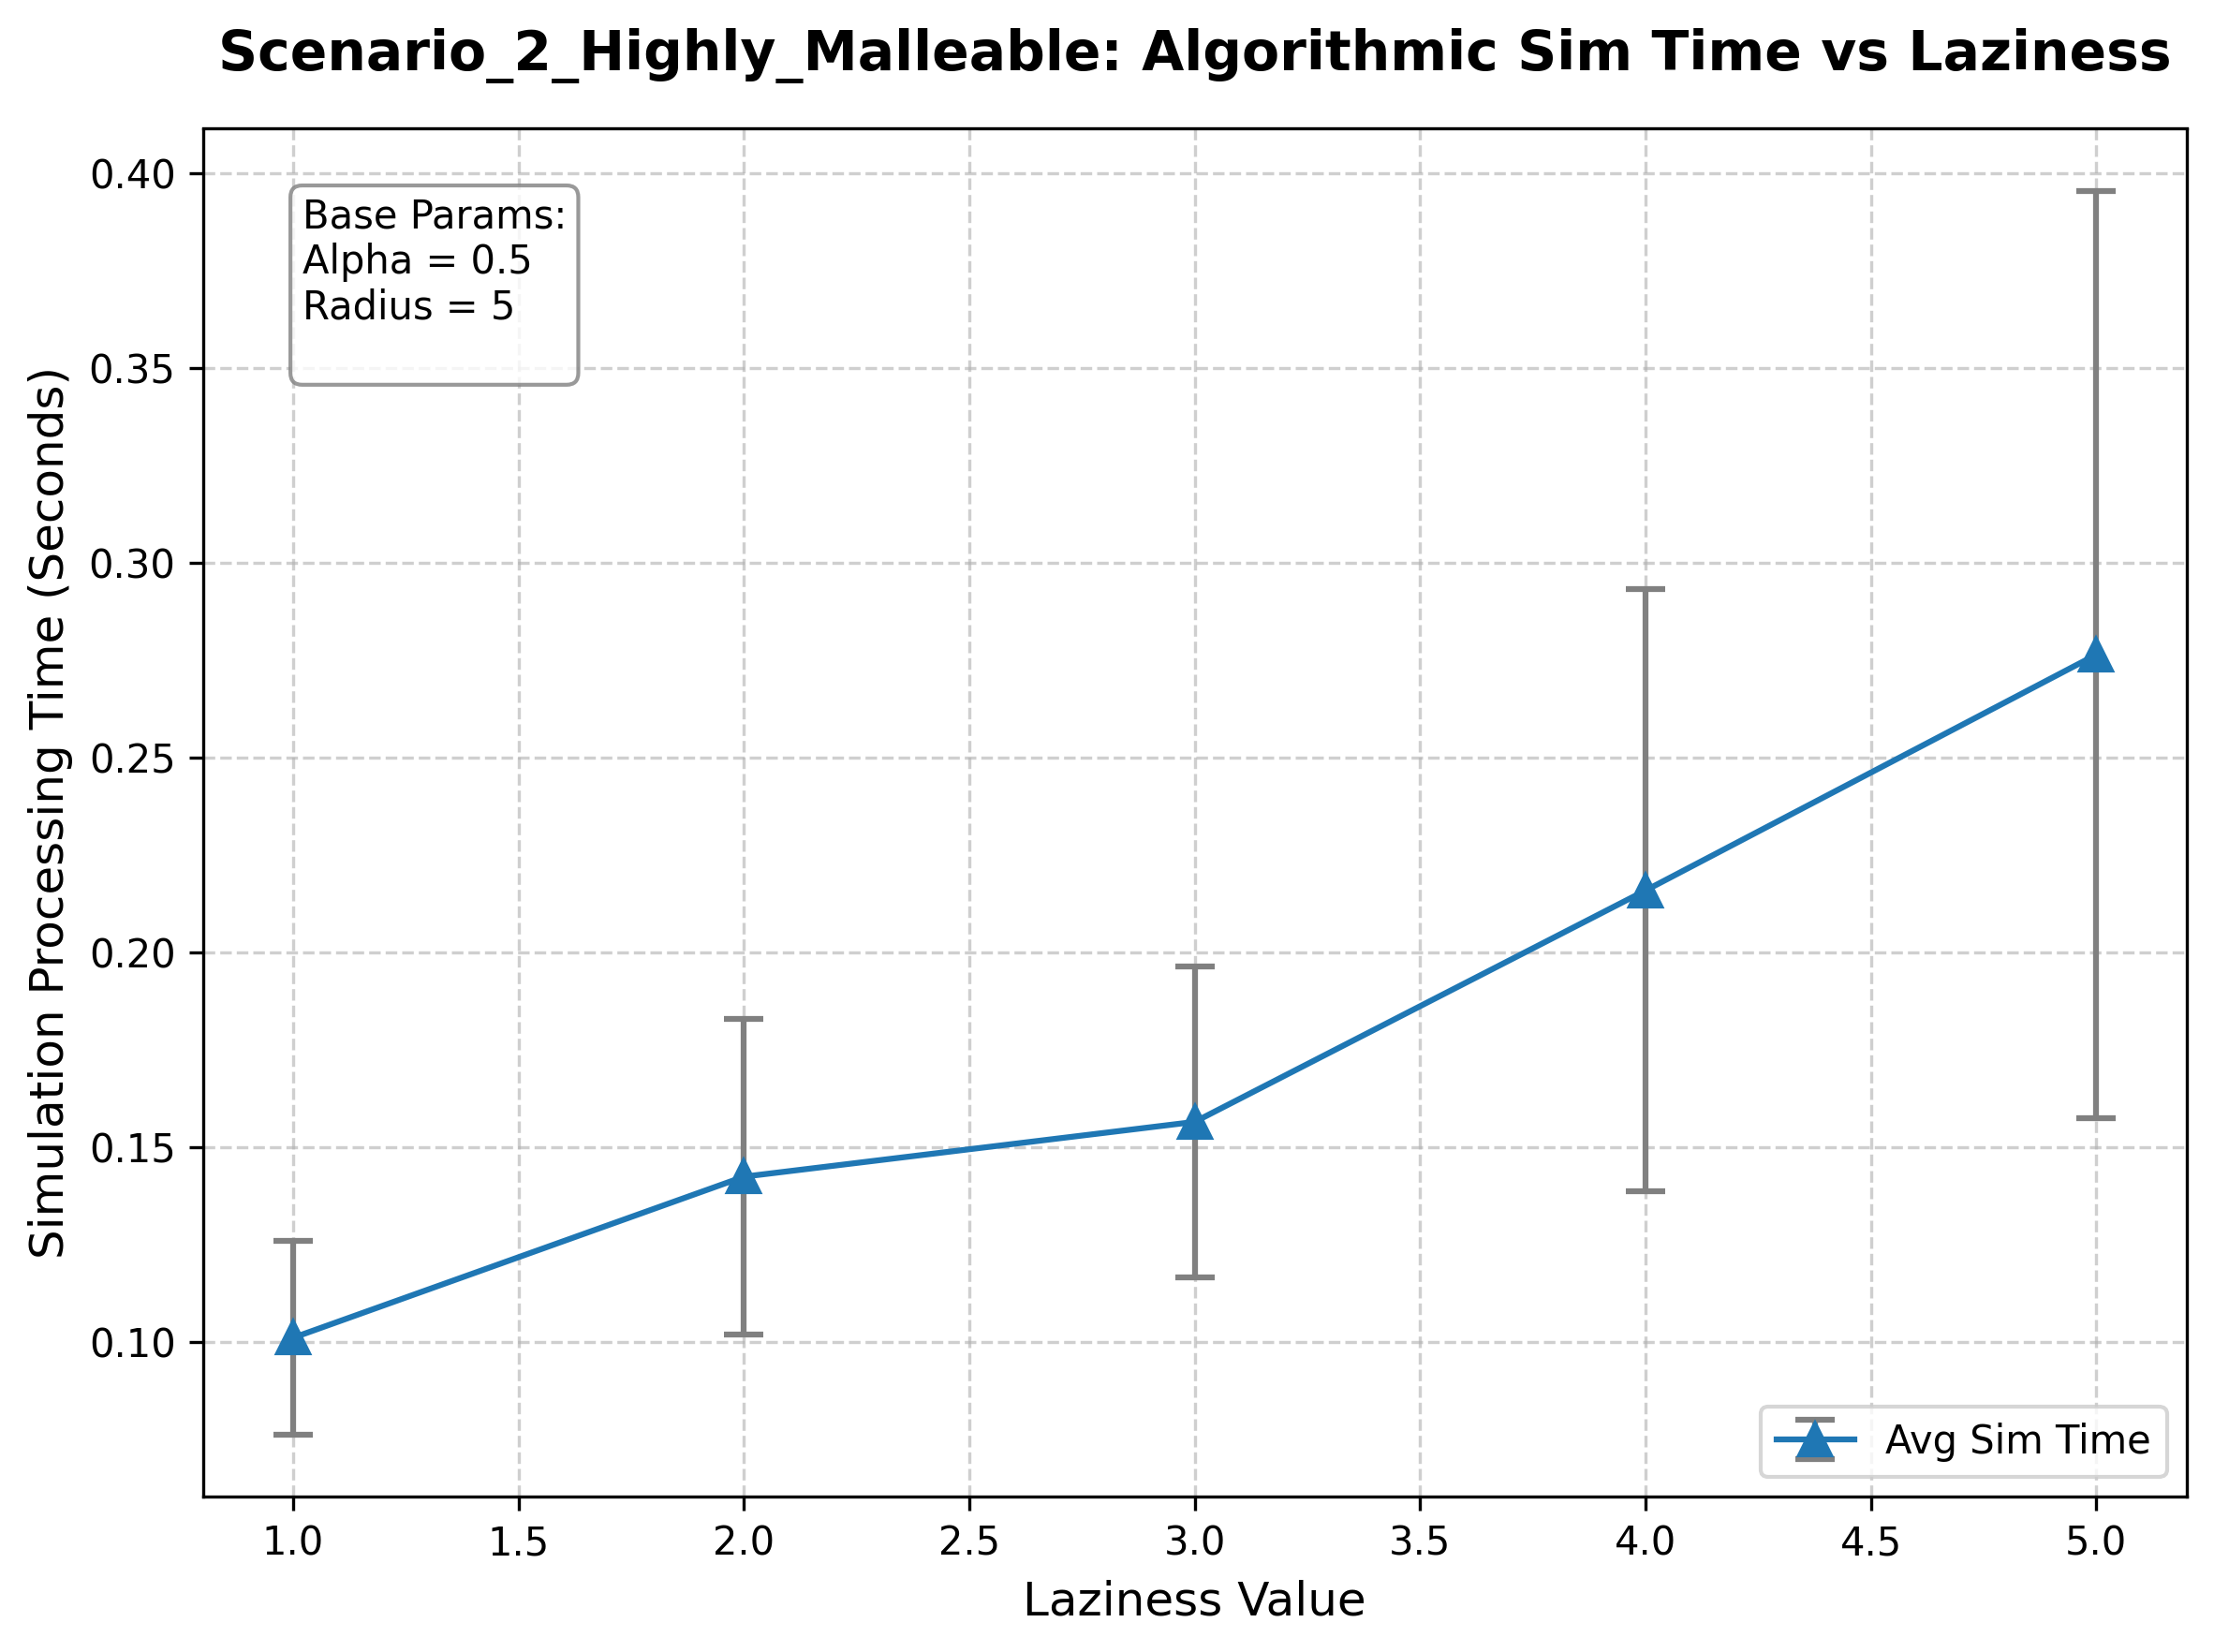 Scenario_2_Highly_Malleable: Algorithmic Sim Time vs Laziness
Simulation Processing Time (Seconds)
0.40
0.35
0.30
0.25
0.20
0.15
0.10
Base Params:
Alpha = 0.5
Radius = 5
Avg Sim Time
1.0
1.5
2.0
2.5
3.0
3.5
4.0
4.5
5.0
Laziness Value